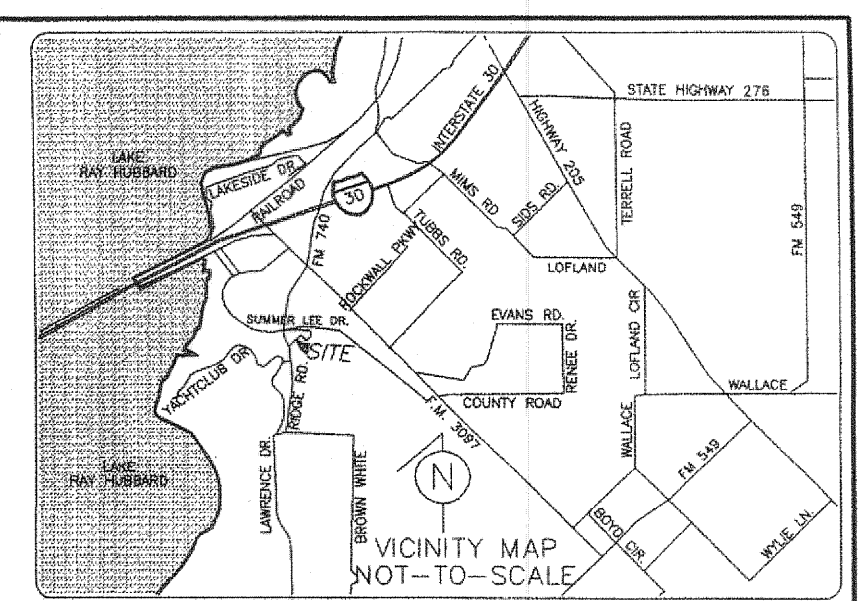 STATE HIGHWAY 276
INTERSTATE 30
HIGHWAY 205
TERRELL ROAD
FM 549
LAKE
RAY HUBBARD
LAKESIDE DR.
RAILROAD
30
MIMS RD
SIDS RD.
FM 740
ROCKWALL PKWY
TUBBS RD.
LOFLAND
SUMMER LEE DR.
EVANS RD.
RENEE DR.
LOFLAND CIR
SITE
YACHTCLUB DR
RIDGE RD.
COUNTY ROAD
WALLACE
F.M. 3097
WALLACE
LAKE
RAY HUBBARD
LAWRENCE DR.
BROWN WHITE
N
FM 549
BOYD CIR.
WYLIE LN.
VICINITY MAP
NOT-TO-SCALE